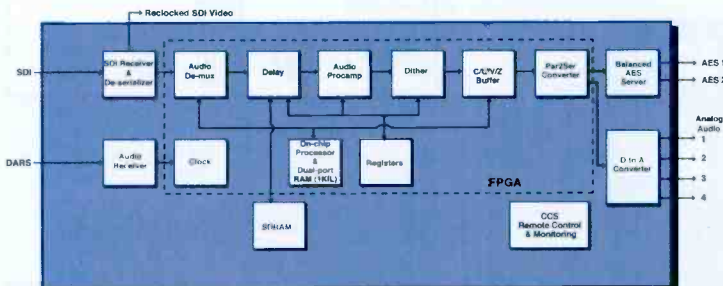 Reclocked SDI Video
SDI
SDI Receiver
&
De-serializer
Audio
De-mux
Delay
Audio
Procamp
Dither
C/U/V/Z
Buffer
Par2Ser
Converter
Balanced
AES
Server
AES 1
AES 2
DARS
Audio
Receiver
Clock
On-chip
Processor
&
Dual-port
RAM
Registers
FPGA
D to A
Converter
Analog
Audio
1
2
3
4
SDRAM
CCS
Remote Control
& Monitoring